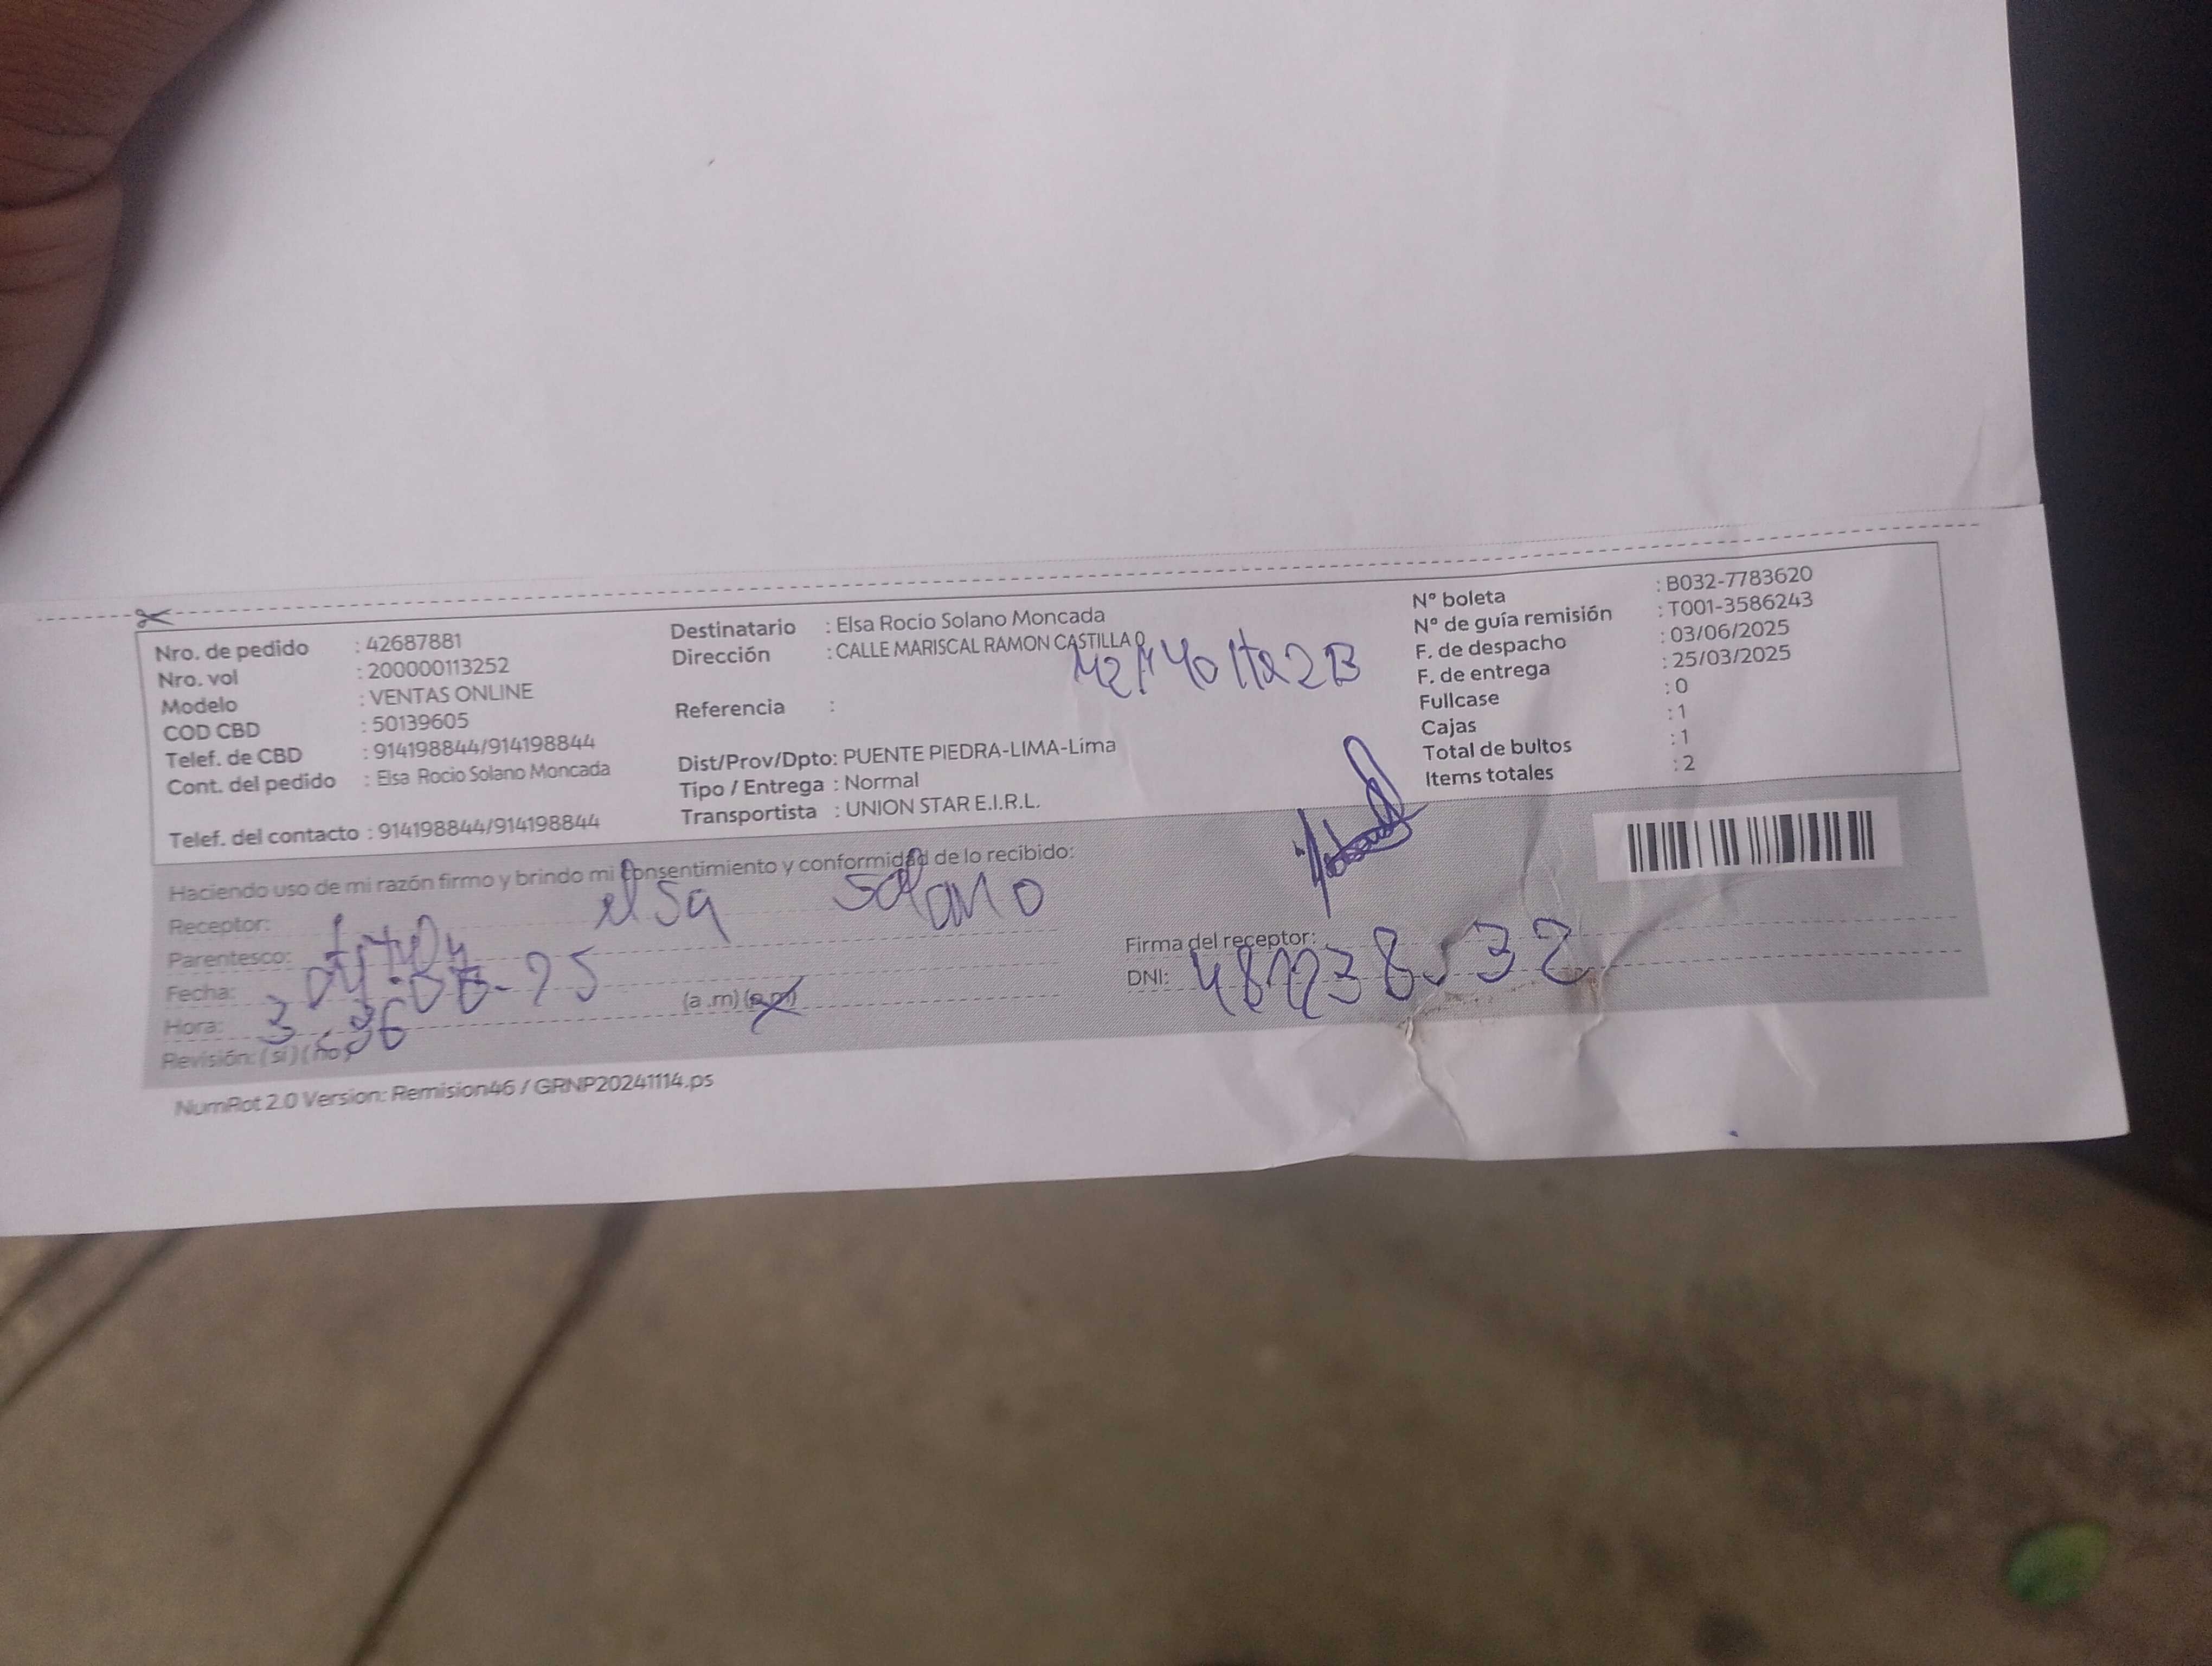 Nro. de pedido : 42687881
Nro. vol : 200000113252
Modelo : VENTAS ONLINE
COD CBD : 50139605
Telef. de CBD : 914198844/914198844
Cont. del pedido : Elsa Rocio Solano Moncada
Telef. del contacto : 914198844/914198844
Destinatario : Elsa Rocío Solano Moncada
Dirección : CALLE MARISCAL RAMON CASTILLA 0
Referencia :
Dist/Prov/Dpto: PUENTE PIEDRA-LIMA-Lima
Tipo / Entrega : Normal
Transportista : UNION STAR E.I.R.L.
Nº boleta : B032-7783620
Nº de guía remisión : T001-3586243
F. de despacho : 03/06/2025
F. de entrega : 25/03/2025
Fullcase : 0
Cajas : 1
Total de bultos : 1
Items totales : 2
Haciendo uso de mi razón firmo y brindo mi consentimiento y conformidad de lo recibido:
Receptor: elsa solano
Parentesco:
Fecha:
Hora: 3 (a .m) (p.m)
Revisión: (si) (no)
Firma del receptor:
DNI:
NumRot 2.0 Version: Remision46 / GRNP20241114.ps